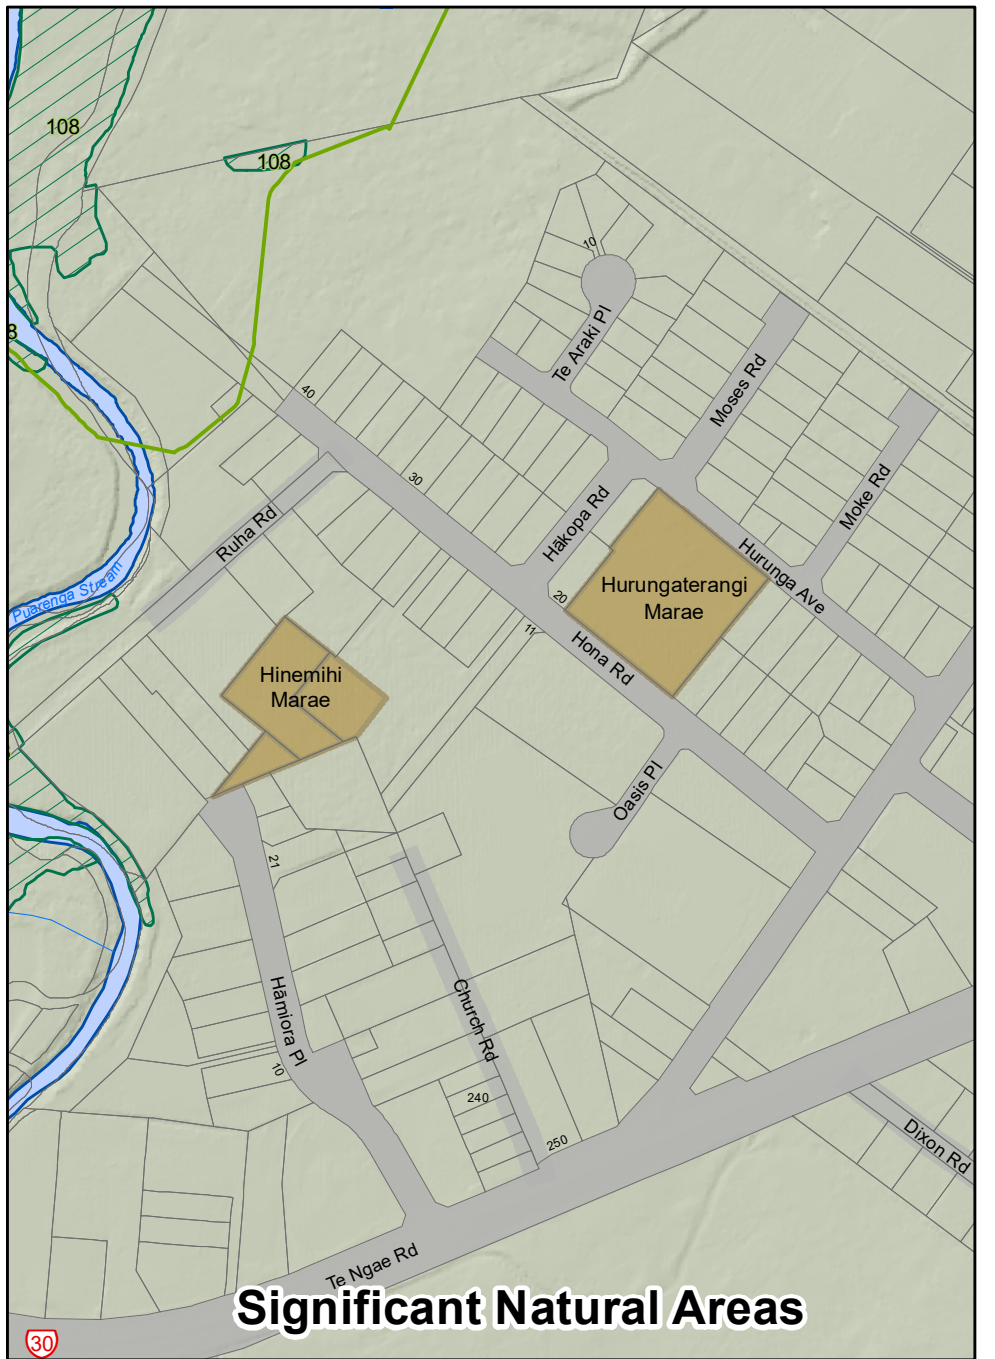 108
108
10
Te Araki Pl
8
Moses Rd
40
30
Moke Rd
Ruha Rd
Hākopa Rd
Hurunga Ave
Puarenga Stream
Hurungaterangi
Marae
20
11
Hona Rd
Hinemihi
Marae
Oasis Pl
21
Hāmiora Pl
Church Rd
10
240
250
Dixon Rd
Te Ngae Rd
Significant Natural Areas
30